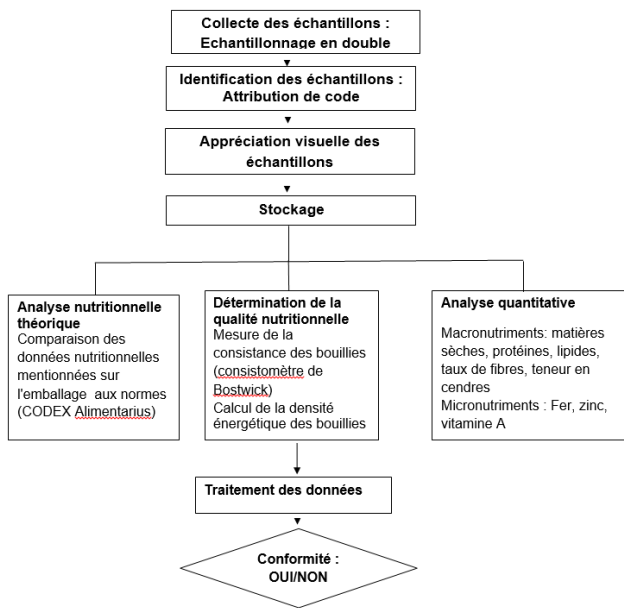 Collecte des échantillons :
Echantillonnage en double
Identification des échantillons :
Attribution de code
Appréciation visuelle des
échantillons
Stockage
Analyse nutritionnelle
théorique
Comparaison des
données nutritionnelles
mentionnées sur
l'emballage aux normes
(CODEX Alimentarius)
Détermination de la
qualité nutritionnelle
Mesure de la
consistance des bouillies
(consistomètre de
Bostwick)
Calcul de la densité
énergétique des bouillies
Analyse quantitative
Macronutriments: matières
sèches, protéines, lipides,
taux de fibres, teneur en
cendres
Micronutriments : Fer, zinc,
vitamine A
Traitement des données
Conformité :
OUI/NON